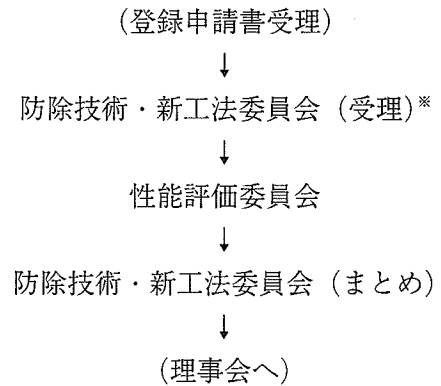 (登録申請書受理)
↓
防除技術・新工法委員会(受理)※
↓
性能評価委員会
↓
防除技術・新工法委員会(まとめ)
↓
(理事会へ)